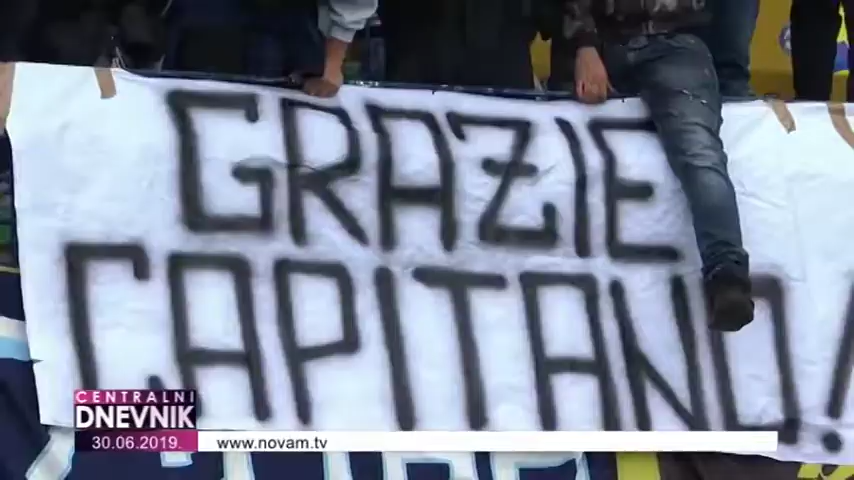 GRAZIE
CAPITANO!
CENTRALNI
DNEVNIK
30.06.2019.
www.novam.tv